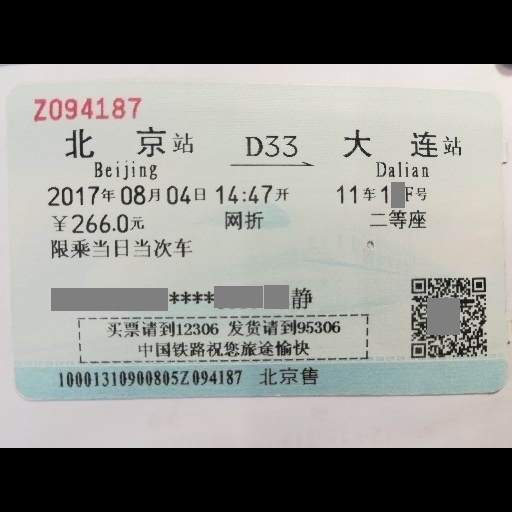 Z094187
北京站 D33 大连站
Beijing Dalian
2017年08月04日 14:47开 11车1F号
￥266.0元 网折 二等座
限乘当日当次车
****静
买票请到12306 发货请到95306
中国铁路祝您旅途愉快
10001310900805Z094187 北京售